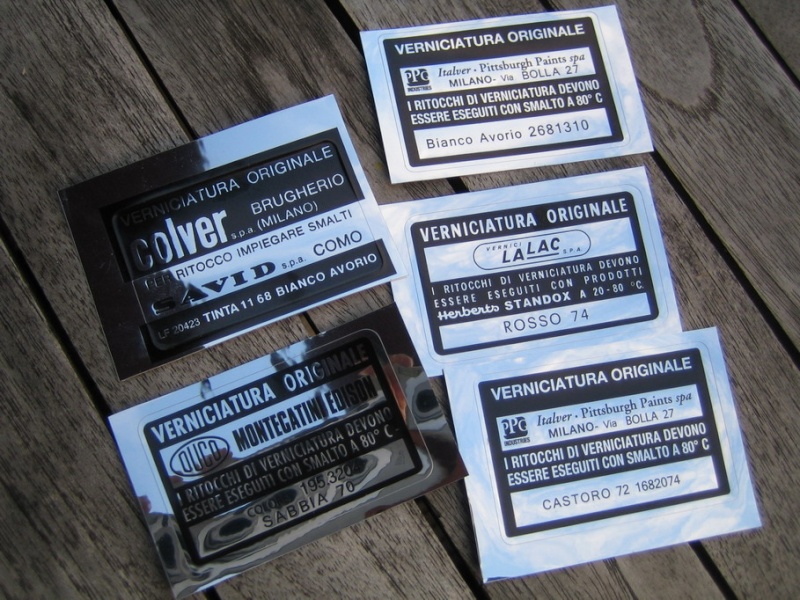 VERNICIATURA ORIGINALE
PPG INDUSTRIES
Italver - Pittsburgh Paints spa
MILANO- Via BOLLA 27
I RITOCCHI DI VERNICIATURA DEVONO
ESSERE ESEGUITI CON SMALTO A 80° C
Bianco Avorio 2681310
VERNICIATURA ORIGINALE
colver s.p.a. BRUGHERIO
(MILANO)
PER RITOCCO IMPIEGARE SMALTI
SAVID s.p.a. COMO
LF 20423 TINTA 11 68 BIANCO AVORIO
VERNICIATURA ORIGINALE
VERNICI
LALAC S.P.A.
I RITOCCHI DI VERNICIATURA DEVONO
ESSERE ESEGUITI CON PRODOTTI
Herberts STANDOX A 20-80 °C.
ROSSO 74
VERNICIATURA ORIGINALE
DUCO MONTECATINI EDISON
I RITOCCHI DI VERNICIATURA DEVONO
ESSERE ESEGUITI CON SMALTO A 80° C
195.320
SABBIA 70
VERNICIATURA ORIGINALE
PPG INDUSTRIES
Italver - Pittsburgh Paints spa
MILANO- Via BOLLA 27
I RITOCCHI DI VERNICIATURA DEVONO
ESSERE ESEGUITI CON SMALTO A 80° C
CASTORO 72 1682074